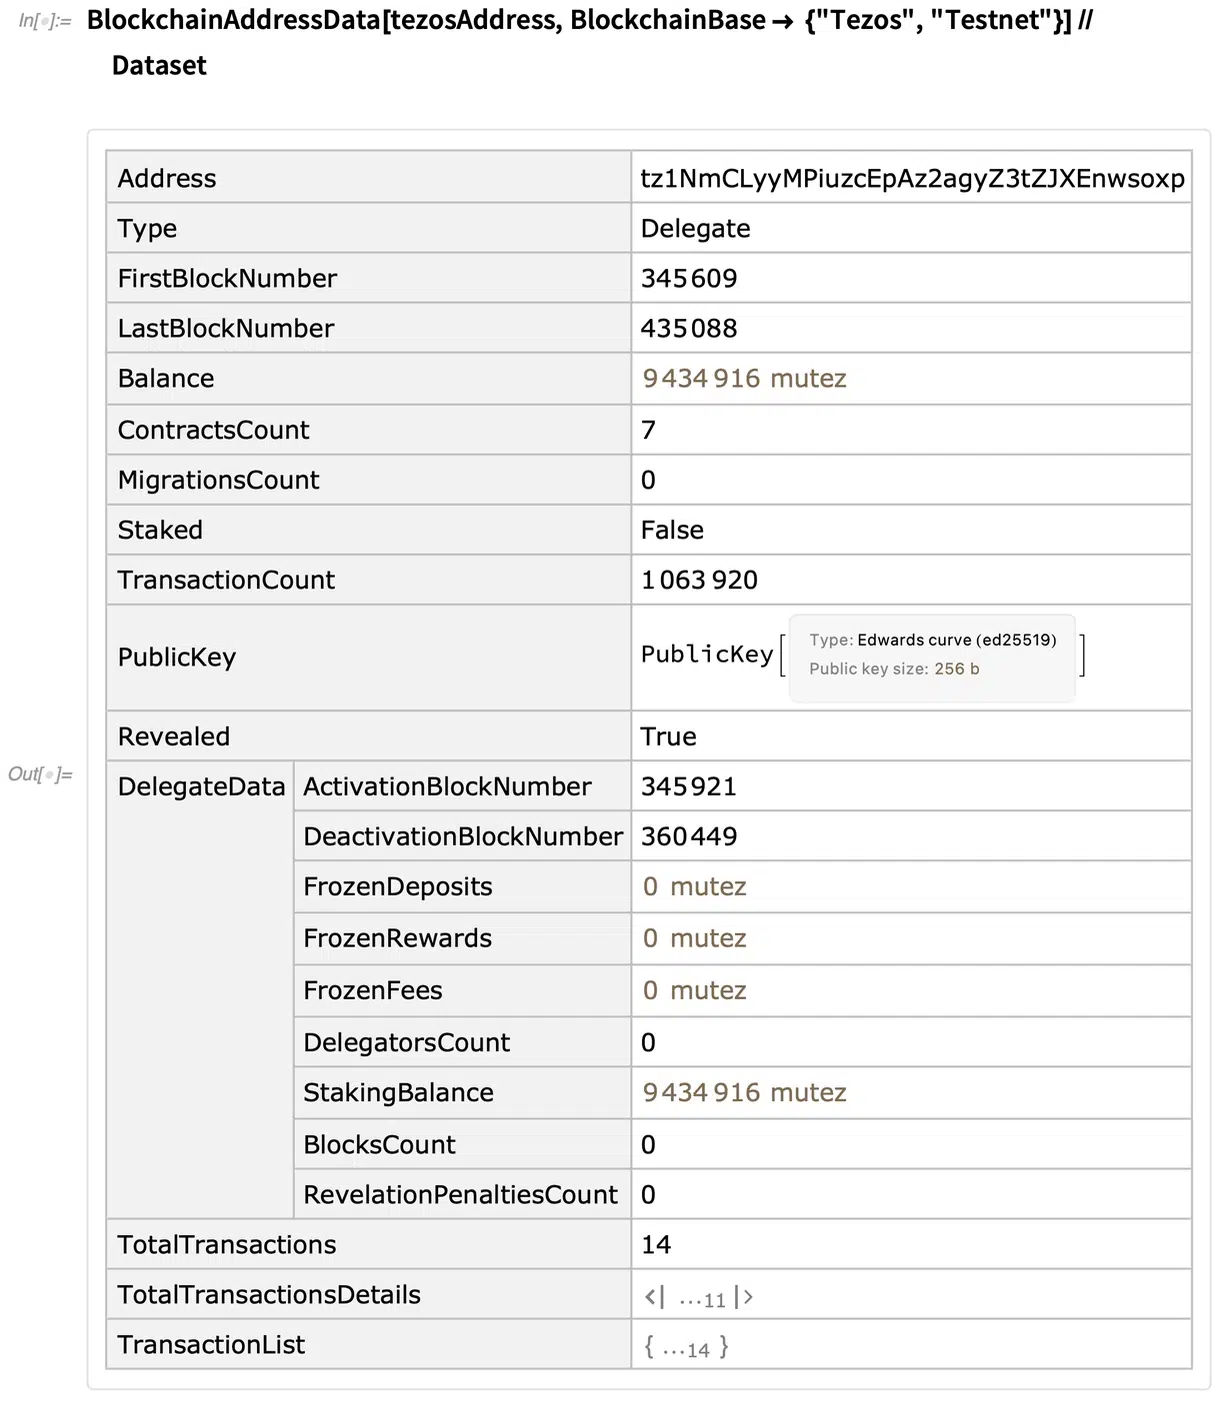 In[●]:= BlockchainAddressData[tezosAddress, BlockchainBase → {"Tezos", "Testnet"}] //
Dataset
Address tz1NmCLyyMPiuzcEpAz2agyZ3tZJXEnwsoxp
Type Delegate
FirstBlockNumber 345609
LastBlockNumber 435088
Balance 9434916 mutez
ContractsCount 7
MigrationsCount 0
Staked False
TransactionCount 1063920
PublicKey PublicKey[Type: Edwards curve (ed25519)
Public key size: 256 b]
Revealed True
Out[●]=
DelegateData ActivationBlockNumber 345921
DeactivationBlockNumber 360449
FrozenDeposits 0 mutez
FrozenRewards 0 mutez
FrozenFees 0 mutez
DelegatorsCount 0
StakingBalance 9434916 mutez
BlocksCount 0
RevelationPenaltiesCount 0
TotalTransactions 14
TotalTransactionsDetails <| ...11 |>
TransactionList { ...14 }